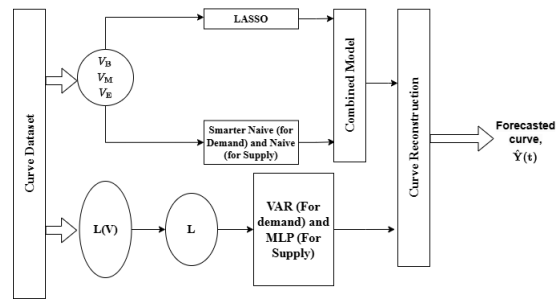 Curve Dataset
V_B
V_M
V_E
LASSO
Smarter Naive (for
Demand) and Naive
(for Supply)
Combined Model
Curve Reconstruction
Forecasted
curve,
Ŷ(t)
L(V)
L
VAR (For
demand) and
MLP (For
Supply)